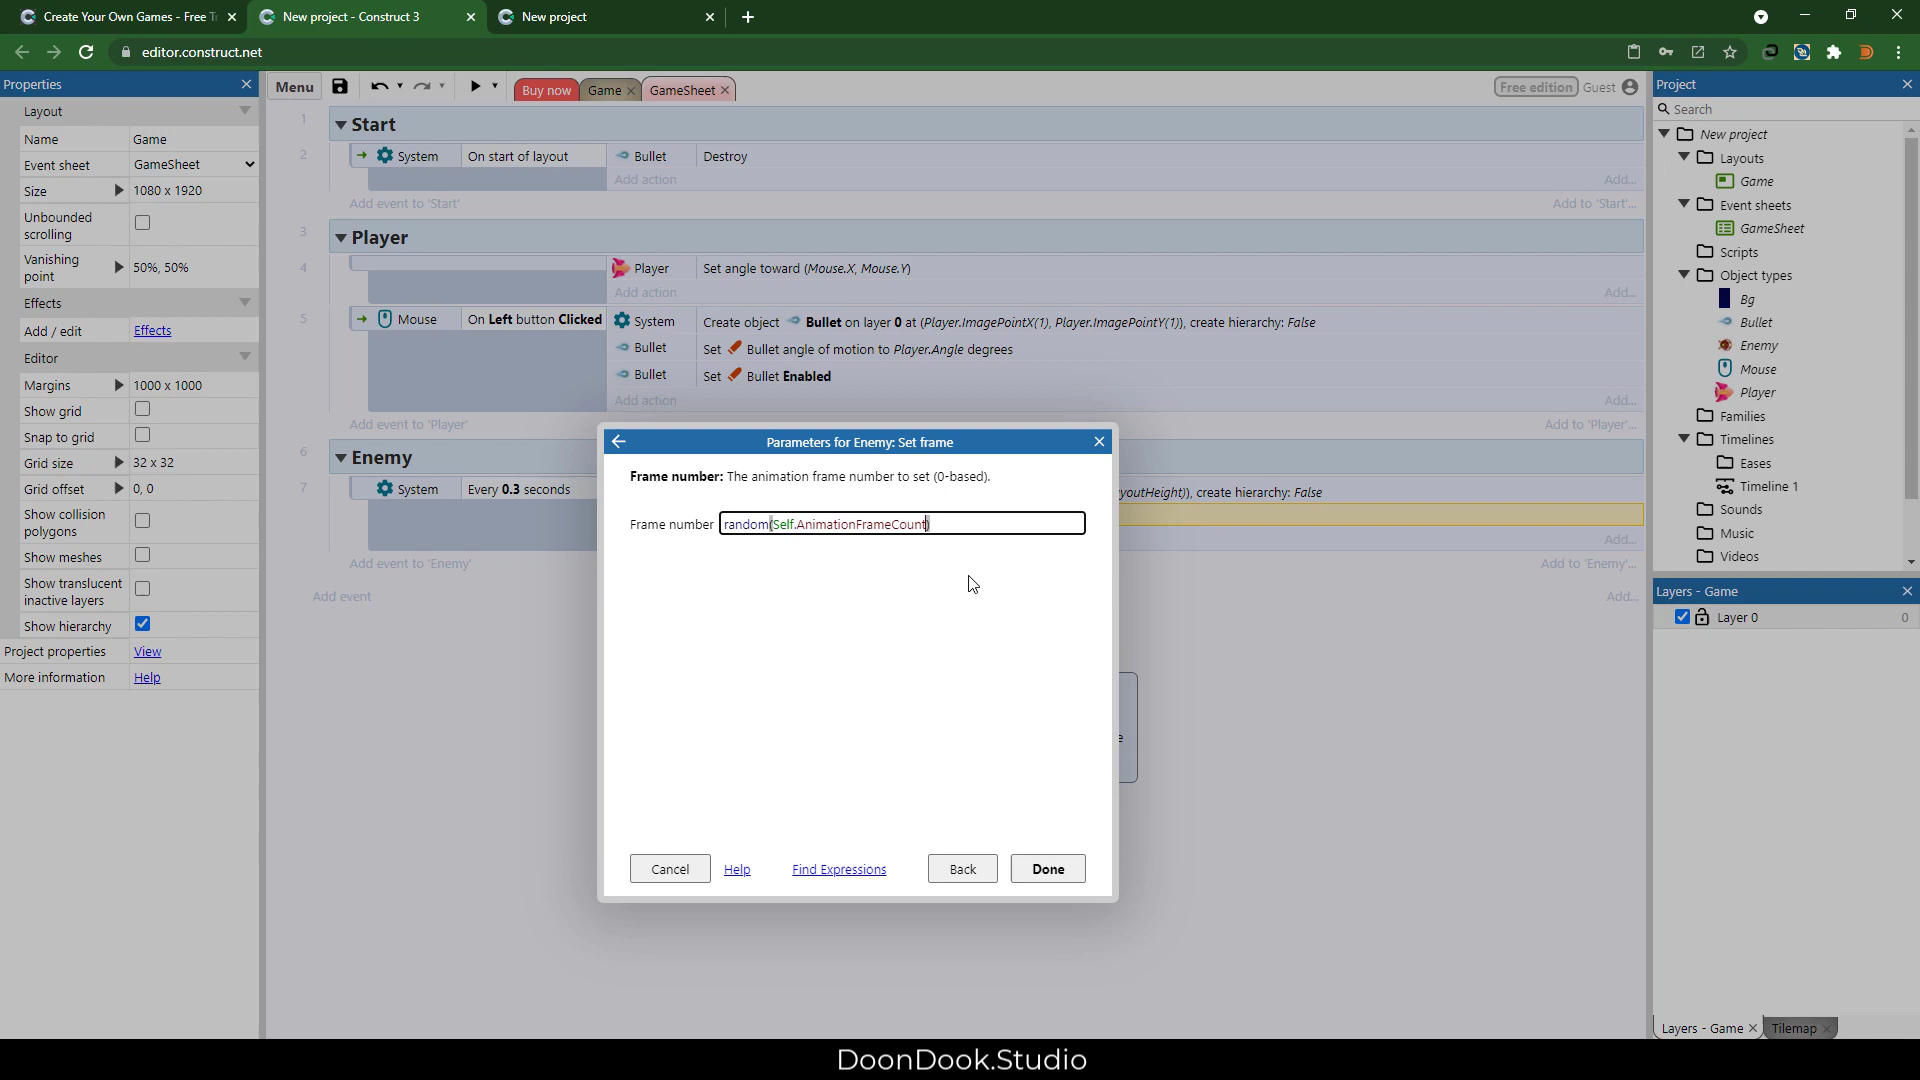 Create Your Own Games - Free Tr
New project - Construct 3
New project
editor.construct.net
Properties
Layout
Name Game
Event sheet GameSheet
Size 1080 x 1920
Unbounded
scrolling
Vanishing
point
50%, 50%
Effects
Add / edit Effects
Editor
Margins 1000 x 1000
Show grid
Snap to grid
Grid size 32 x 32
Grid offset 0, 0
Show collision
polygons
Show meshes
Show translucent
inactive layers
Show hierarchy
Project properties View
More information Help
Menu
Buy now
Game
GameSheet
Free edition Guest
1 Start
2 System On start of layout Bullet Destroy
Add action Add...
Add event to 'Start' Add to 'Start'...
3 Player
4 Player Set angle toward (Mouse.X, Mouse.Y)
Add action Add...
5 Mouse On Left button Clicked System Create object Bullet on layer 0 at (Player.ImagePointX(1), Player.ImagePointY(1)), create hierarchy: False
Bullet Set Bullet angle of motion to Player.Angle degrees
Bullet Set Bullet Enabled
Add action Add...
Add event to 'Player' Add to 'Player'...
6 Enemy
7 System Every 0.3 seconds youtHeight)), create hierarchy: False
Add...
Add event to 'Enemy' Add to 'Enemy'...
Add event Add...
Parameters for Enemy: Set frame
Frame number: The animation frame number to set (0-based).
Frame number random(Self.AnimationFrameCount)
Cancel Help Find Expressions Back Done
e
Project
Search
New project
Layouts
Game
Event sheets
GameSheet
Scripts
Object types
Bg
Bullet
Enemy
Mouse
Player
Families
Timelines
Eases
Timeline 1
Sounds
Music
Videos
Layers - Game
Layer 0 0
Layers - Game Tilemap
DoonDook.Studio